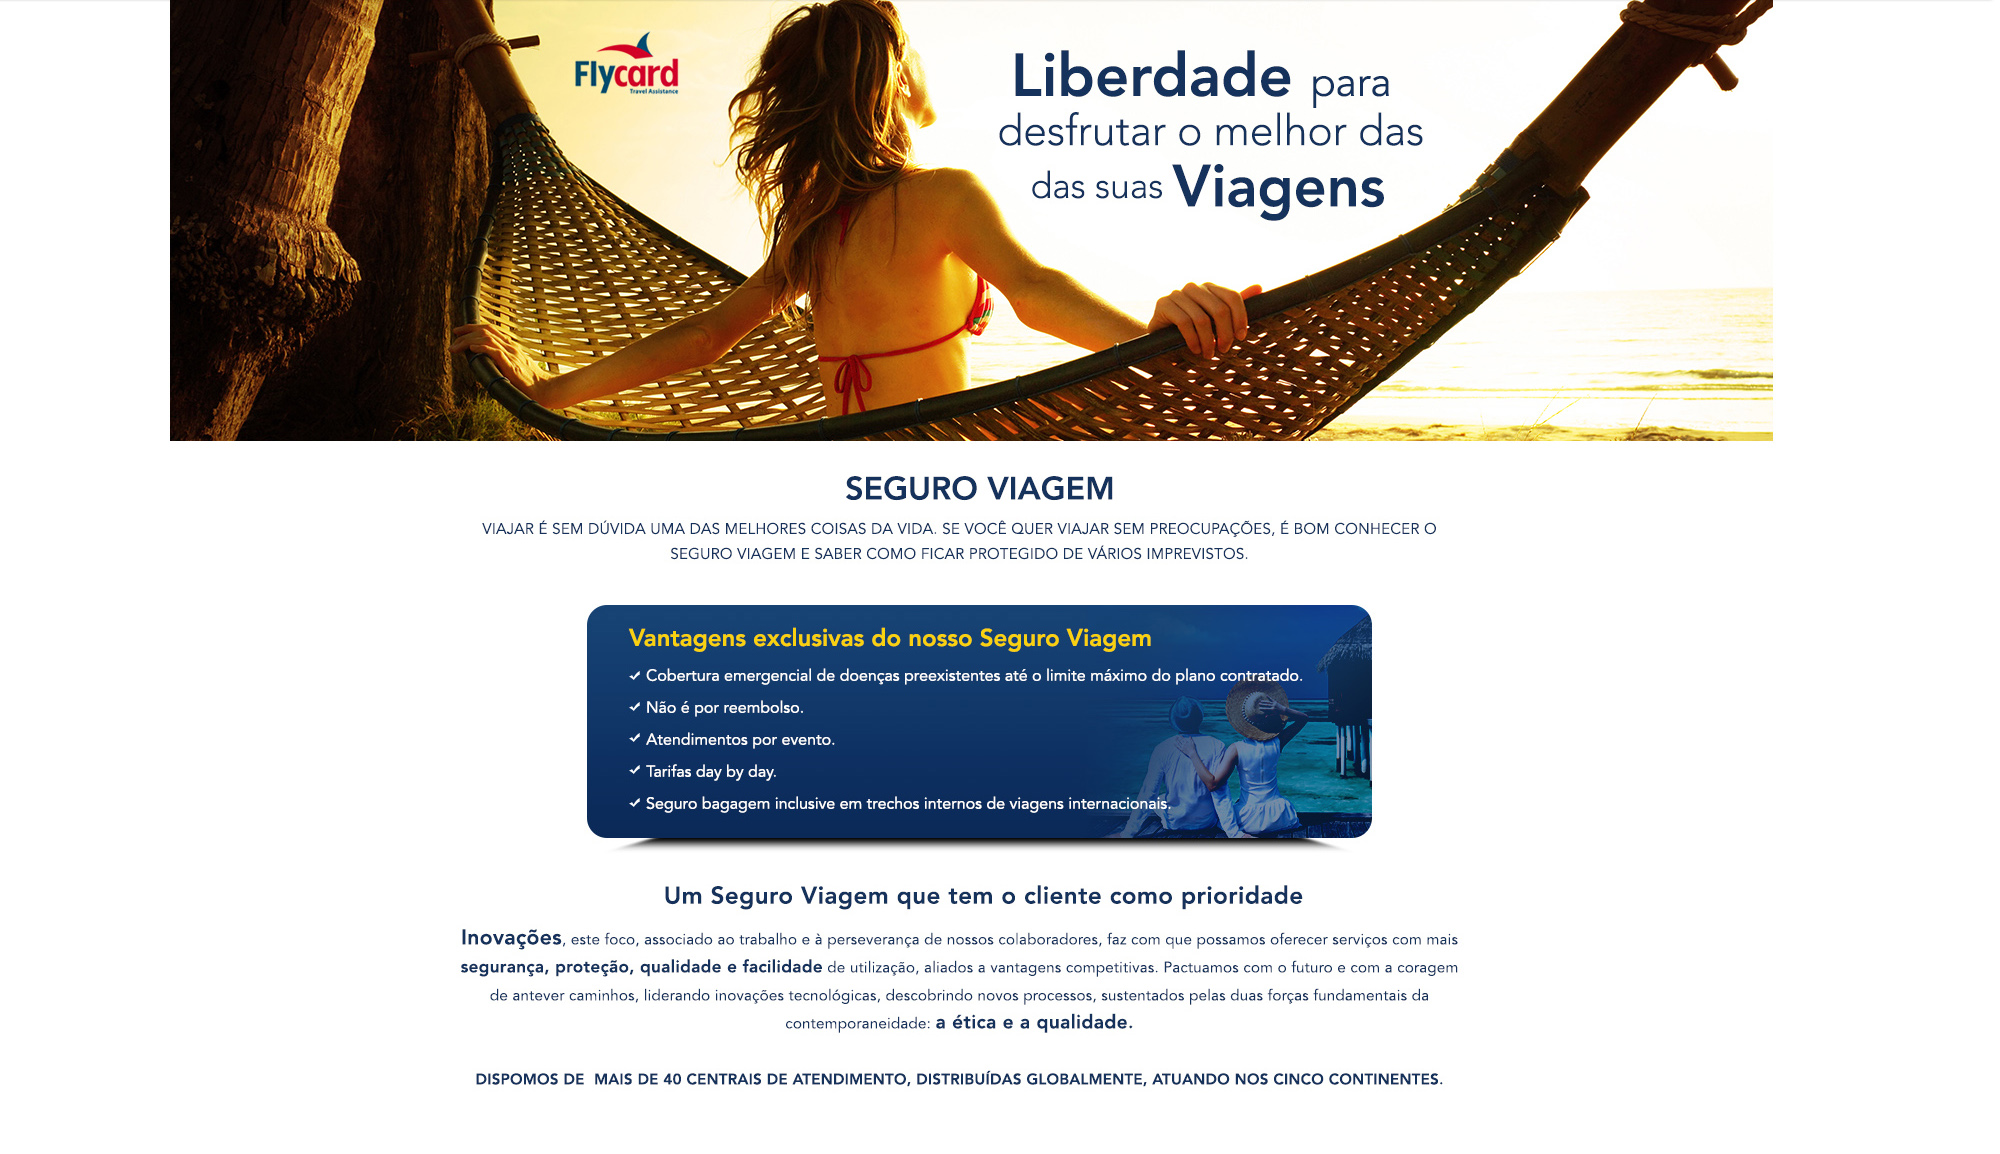 Flycard
Travel Assistance
Liberdade para
desfrutar o melhor das
das suas Viagens
SEGURO VIAGEM
VIAJAR É SEM DÚVIDA UMA DAS MELHORES COISAS DA VIDA. SE VOCÊ QUER VIAJAR SEM PREOCUPAÇÕES, É BOM CONHECER O
SEGURO VIAGEM E SABER COMO FICAR PROTEGIDO DE VÁRIOS IMPREVISTOS.
Vantagens exclusivas do nosso Seguro Viagem
Cobertura emergencial de doenças preexistentes até o limite máximo do plano contratado.
Não é por reembolso.
Atendimentos por evento.
Tarifas day by day.
Seguro bagagem inclusive em trechos internos de viagens internacionais.
Um Seguro Viagem que tem o cliente como prioridade
Inovações, este foco, associado ao trabalho e à perseverança de nossos colaboradores, faz com que possamos oferecer serviços com mais
segurança, proteção, qualidade e facilidade de utilização, aliados a vantagens competitivas. Pactuamos com o futuro e com a coragem
de antever caminhos, liderando inovações tecnológicas, descobrindo novos processos, sustentados pelas duas forças fundamentais da
contemporaneidade: a ética e a qualidade.
DISPOMOS DE  MAIS DE 40 CENTRAIS DE ATENDIMENTO, DISTRIBUÍDAS GLOBALMENTE, ATUANDO NOS CINCO CONTINENTES.